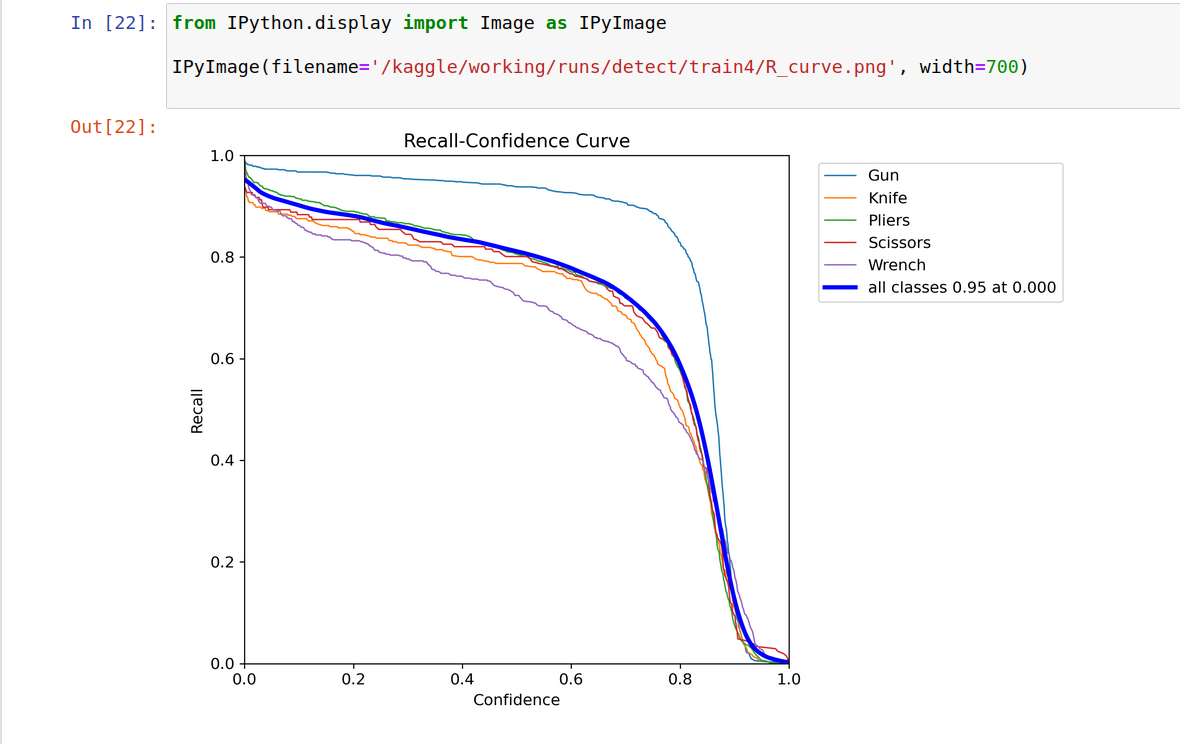 In [22]: from IPython.display import Image as IPyImage
IPyImage(filename='/kaggle/working/runs/detect/train4/R_curve.png', width=700)
Out[22]:
Recall-Confidence Curve
1.0
0.8
0.6
0.4
0.2
0.0
Recall
0.0 0.2 0.4 0.6 0.8 1.0
Confidence
Gun
Knife
Pliers
Scissors
Wrench
all classes 0.95 at 0.000